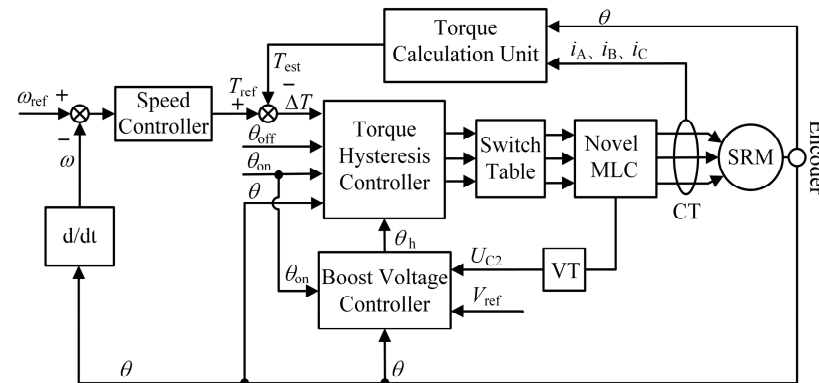 Torque
Calculation Unit
θ
i_A、i_B、i_C
T_est
ω_ref + −
Speed
Controller
T_ref + −
ΔT
ω
θ_off
θ_on
θ
Torque
Hysteresis
Controller
Switch
Table
Novel
MLC
CT
SRM
Encoder
d/dt
θ_h
θ_on
Boost Voltage
Controller
U_C2
VT
V_ref
θ
θ